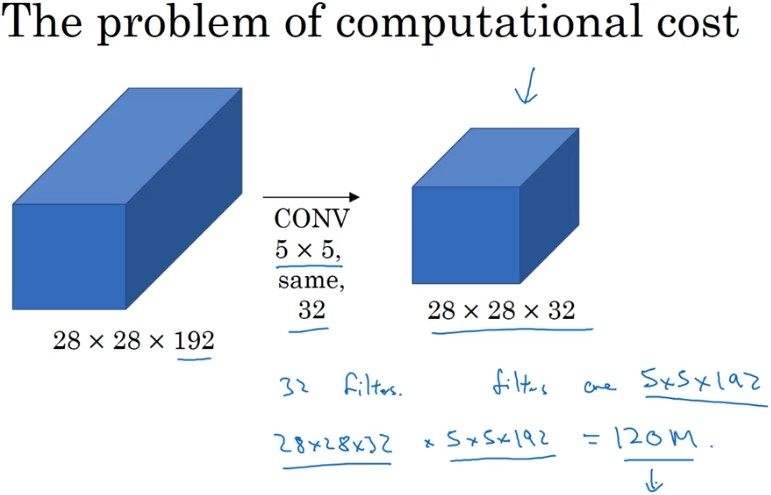 The problem of computational cost
CONV
5 × 5,
same,
32
28 × 28 × 192
28 × 28 × 32
32 filters. filters are 5×5×192
28×28×32 × 5×5×192 = 120M.